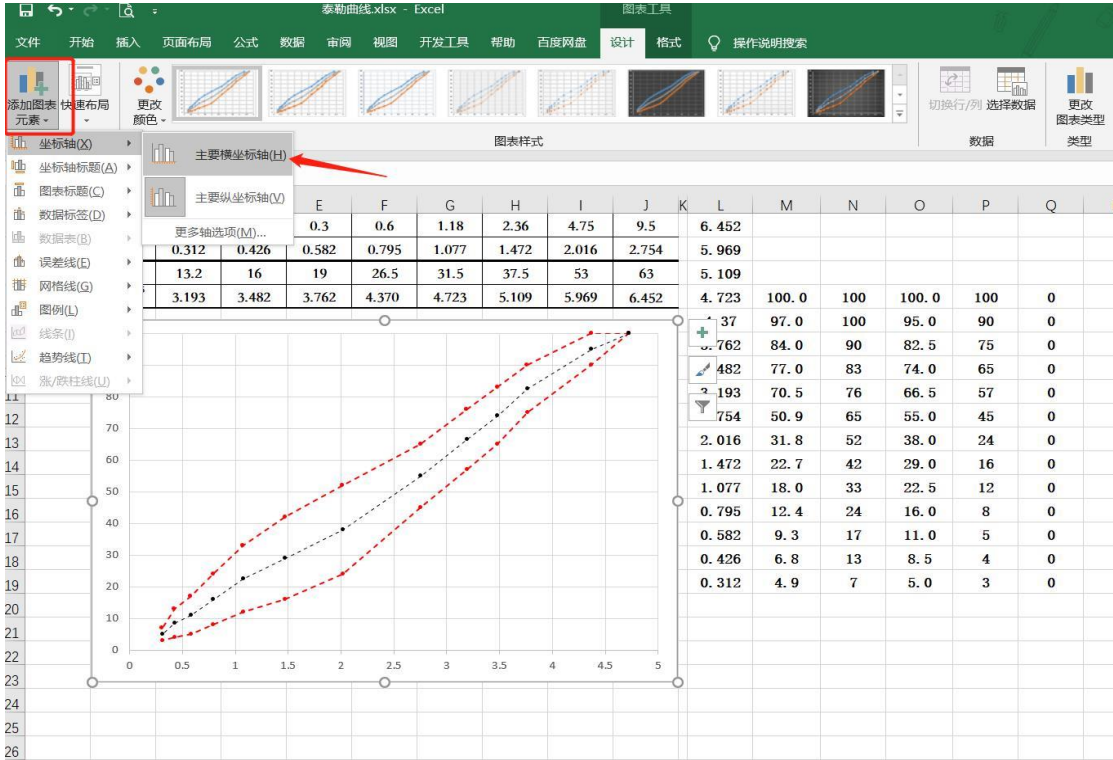 泰勒曲线.xlsx - Excel
图表工具
文件 开始 插入 页面布局 公式 数据 审阅 视图 开发工具 帮助 百度网盘 设计 格式 操作说明搜索
添加图表元素 快速布局 更改颜色 切换行/列 选择数据 更改图表类型
图表样式 数据 类型
坐标轴(X)
坐标轴标题(A)
图表标题(C)
数据标签(D)
数据表(B)
误差线(E)
网格线(G)
图例(L)
线条(I)
趋势线(T)
涨/跌柱线(U)
主要横坐标轴(H)
主要纵坐标轴(V)
更多轴选项(M)...
E F G H I J K L M N O P Q
0.3 0.6 1.18 2.36 4.75 9.5 6.452
0.312 0.426 0.582 0.795 1.077 1.472 2.016 2.754 5.969
13.2 16 19 26.5 31.5 37.5 53 63 5.109
3.193 3.482 3.762 4.370 4.723 5.109 5.969 6.452 4.723 100.0 100 100.0 100 0
37 97.0 100 95.0 90 0
762 84.0 90 82.5 75 0
482 77.0 83 74.0 65 0
193 70.5 76 66.5 57 0
754 50.9 65 55.0 45 0
2.016 31.8 52 38.0 24 0
1.472 22.7 42 29.0 16 0
1.077 18.0 33 22.5 12 0
0.795 12.4 24 16.0 8 0
0.582 9.3 17 11.0 5 0
0.426 6.8 13 8.5 4 0
0.312 4.9 7 5.0 3 0
80
70
60
50
40
30
20
10
0
0 0.5 1 1.5 2 2.5 3 3.5 4 4.5 5
11
12
13
14
15
16
17
18
19
20
21
22
23
24
25
26